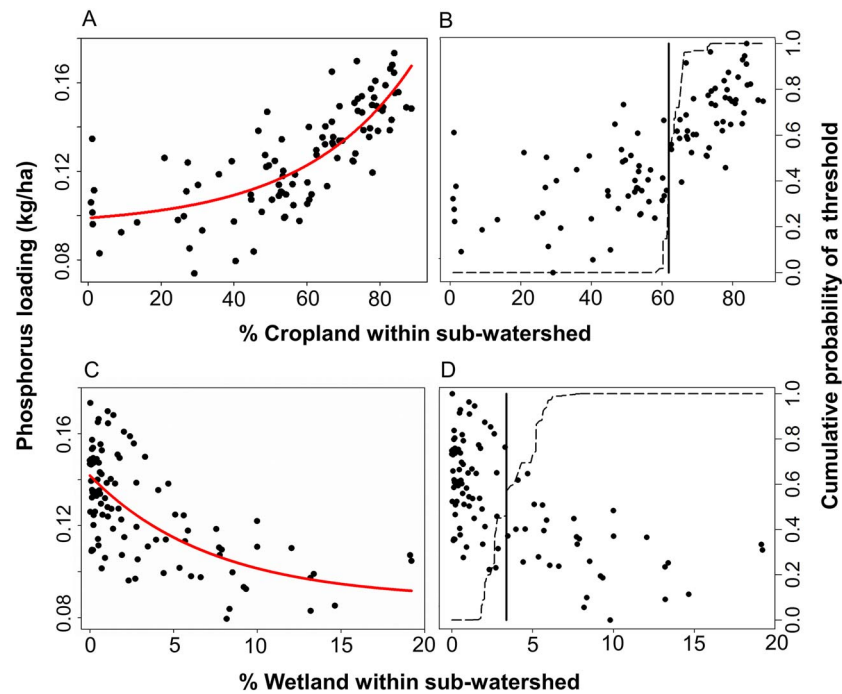 A
B
Phosphorus loading (kg/ha)
0.16
0.12
0.08
0 20 40 60 80
0 20 40 60 80
1.0
0.8
0.6
0.4
0.2
0.0
Cumulative probability of a threshold
% Cropland within sub-watershed
C
D
0.16
0.12
0.08
0 5 10 15 20
0 5 10 15 20
1.0
0.8
0.6
0.4
0.2
0.0
% Wetland within sub-watershed